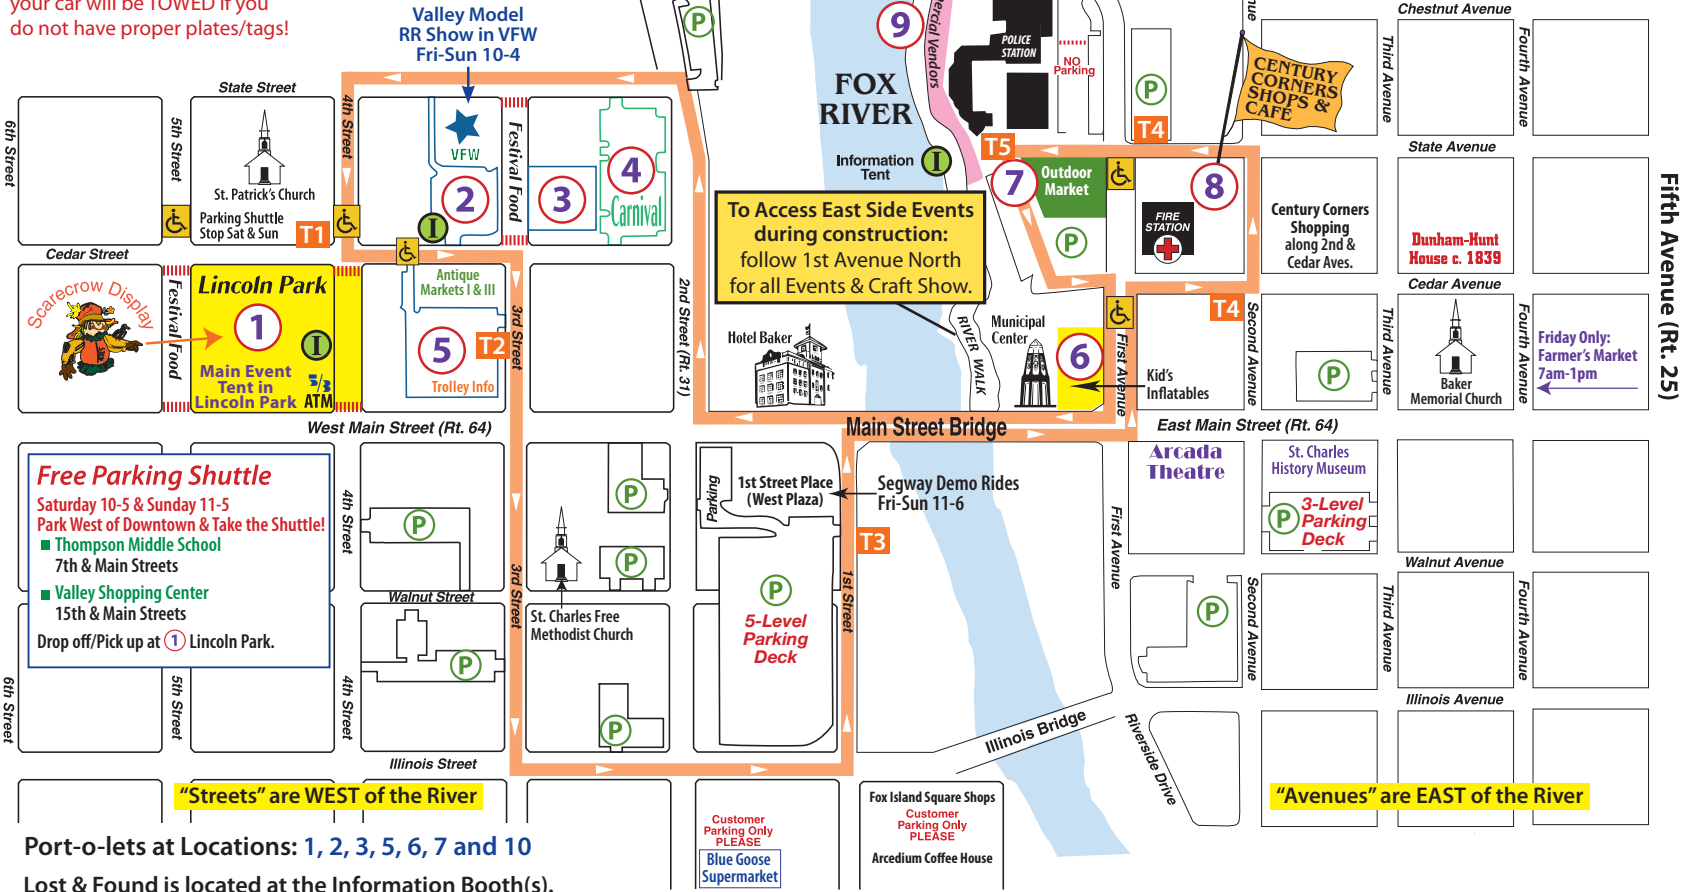 your car will be TOWED if you
do not have proper plates/tags!
Valley Model
RR Show in VFW
Fri-Sun 10-4
P
9
Commercial Vendors
POLICE
STATION
NO
Parking
P
T4
CENTURY
CORNERS
SHOPS &
CAFE
Chestnut Avenue
Third Avenue
Fourth Avenue
State Street
6th Street
5th Street
4th Street
St. Patrick's Church
Parking Shuttle
Stop Sat & Sun
T1
VFW
2
I
Festival Food
3
4
Carnival
FOX
RIVER
Information
Tent
I
T5
7
Outdoor
Market
P
8
FIRE
STATION
State Avenue
Century Corners
Shopping
along 2nd &
Cedar Aves.
Dunham-Hunt
House c. 1839
Fifth Avenue (Rt. 25)
To Access East Side Events
during construction:
follow 1st Avenue North
for all Events & Craft Show.
Cedar Street
Scarecrow Display
Festival Food
Lincoln Park
1
I
Main Event
Tent in
Lincoln Park
5/3
ATM
Antique
Markets I & III
5
T2
Trolley Info
3rd Street
2nd Street (Rt. 31)
Hotel Baker
RIVER WALK
Municipal
Center
6
First Avenue
Kid's
Inflatables
T4
Second Avenue
Cedar Avenue
P
Third Avenue
Baker
Memorial Church
Fourth Avenue
Friday Only:
Farmer's Market
7am-1pm
West Main Street (Rt. 64)
Main Street Bridge
East Main Street (Rt. 64)
Free Parking Shuttle
Saturday 10-5 & Sunday 11-5
Park West of Downtown & Take the Shuttle!
Thompson Middle School
7th & Main Streets
Valley Shopping Center
15th & Main Streets
Drop off/Pick up at 1 Lincoln Park.
4th Street
P
3rd Street
Walnut Street
P
P
P
St. Charles Free
Methodist Church
P
Parking
1st Street Place
(West Plaza)
Segway Demo Rides
Fri-Sun 11-6
T3
P
5-Level
Parking
Deck
1st Street
Arcada
Theatre
St. Charles
History Museum
P
3-Level
Parking
Deck
First Avenue
Walnut Avenue
P
Second Avenue
Third Avenue
Fourth Avenue
6th Street
5th Street
4th Street
Illinois Avenue
Illinois Bridge
Riverside Drive
Illinois Street
"Streets" are WEST of the River
"Avenues" are EAST of the River
Customer
Parking Only
PLEASE
Blue Goose
Supermarket
Fox Island Square Shops
Customer
Parking Only
PLEASE
Arcedium Coffee House
Port-o-lets at Locations: 1, 2, 3, 5, 6, 7 and 10
Lost & Found is located at the Information Booth(s).